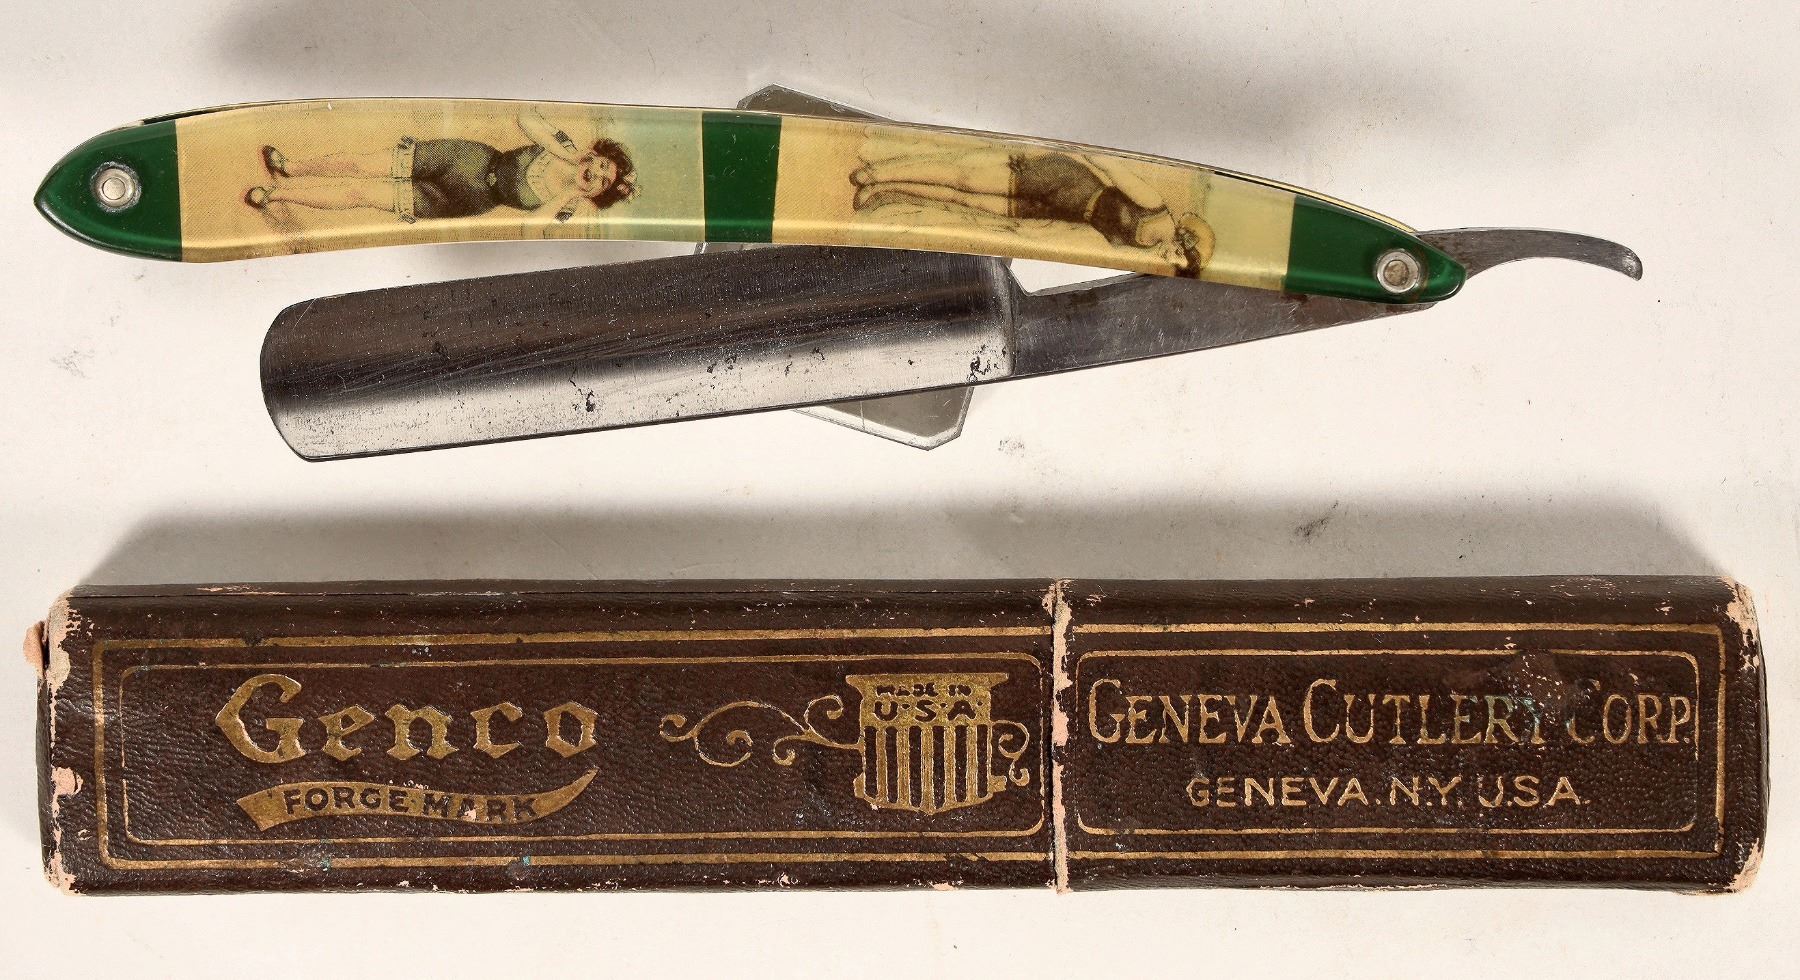 Genco
FORGE·MARK
MADE IN
U·S·A·
GENEVA CUTLERY CORP.
GENEVA. N.Y. U.S.A.